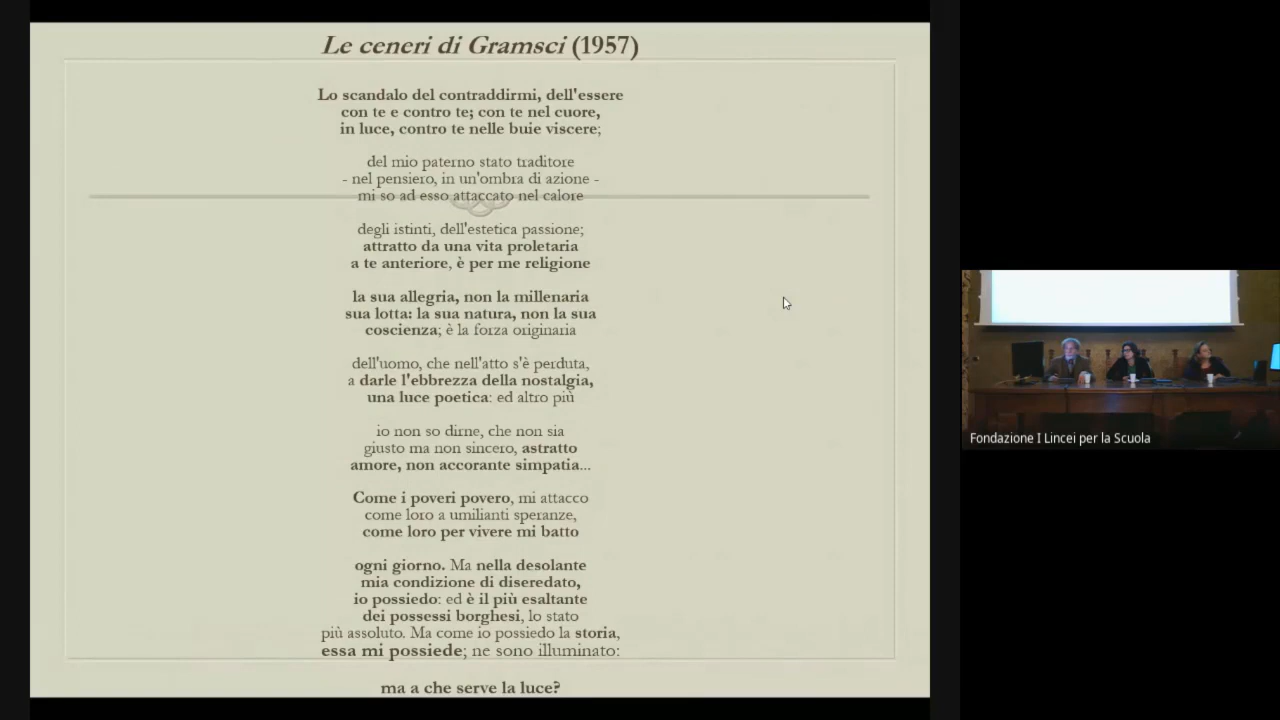 Le ceneri di Gramsci (1957)
Lo scandalo del contraddirmi, dell'essere
con te e contro te; con te nel cuore,
in luce, contro te nelle buie viscere;
del mio paterno stato traditore
- nel pensiero, in un'ombra di azione -
mi so ad esso attaccato nel calore
degli istinti, dell'estetica passione;
attratto da una vita proletaria
a te anteriore, è per me religione
la sua allegria, non la millenaria
sua lotta: la sua natura, non la sua
coscienza; è la forza originaria
dell'uomo, che nell'atto s'è perduta,
a darle l'ebbrezza della nostalgia,
una luce poetica: ed altro più
io non so dirne, che non sia
giusto ma non sincero, astratto
amore, non accorante simpatia...
Come i poveri povero, mi attacco
come loro a umilianti speranze,
come loro per vivere mi batto
ogni giorno. Ma nella desolante
mia condizione di diseredato,
io possiedo: ed è il più esaltante
dei possessi borghesi, lo stato
più assoluto. Ma come io possiedo la storia,
essa mi possiede; ne sono illuminato:
ma a che serve la luce?
Fondazione I Lincei per la Scuola